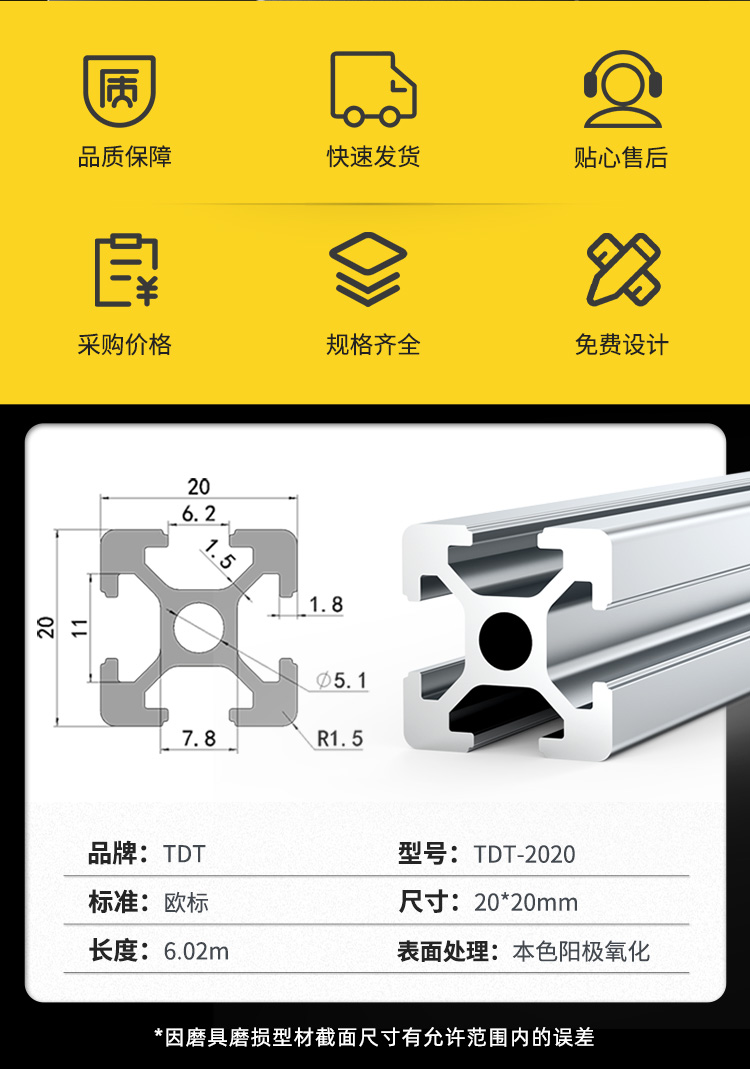 质
品质保障
快速发货
贴心售后
¥
采购价格
规格齐全
免费设计
20
6.2
1.5
1.8
20
11
∅5.1
7.8
R1.5
品牌：TDT
型号：TDT-2020
标准：欧标
尺寸：20*20mm
长度：6.02m
表面处理：本色阳极氧化
*因磨具磨损型材截面尺寸有允许范围内的误差